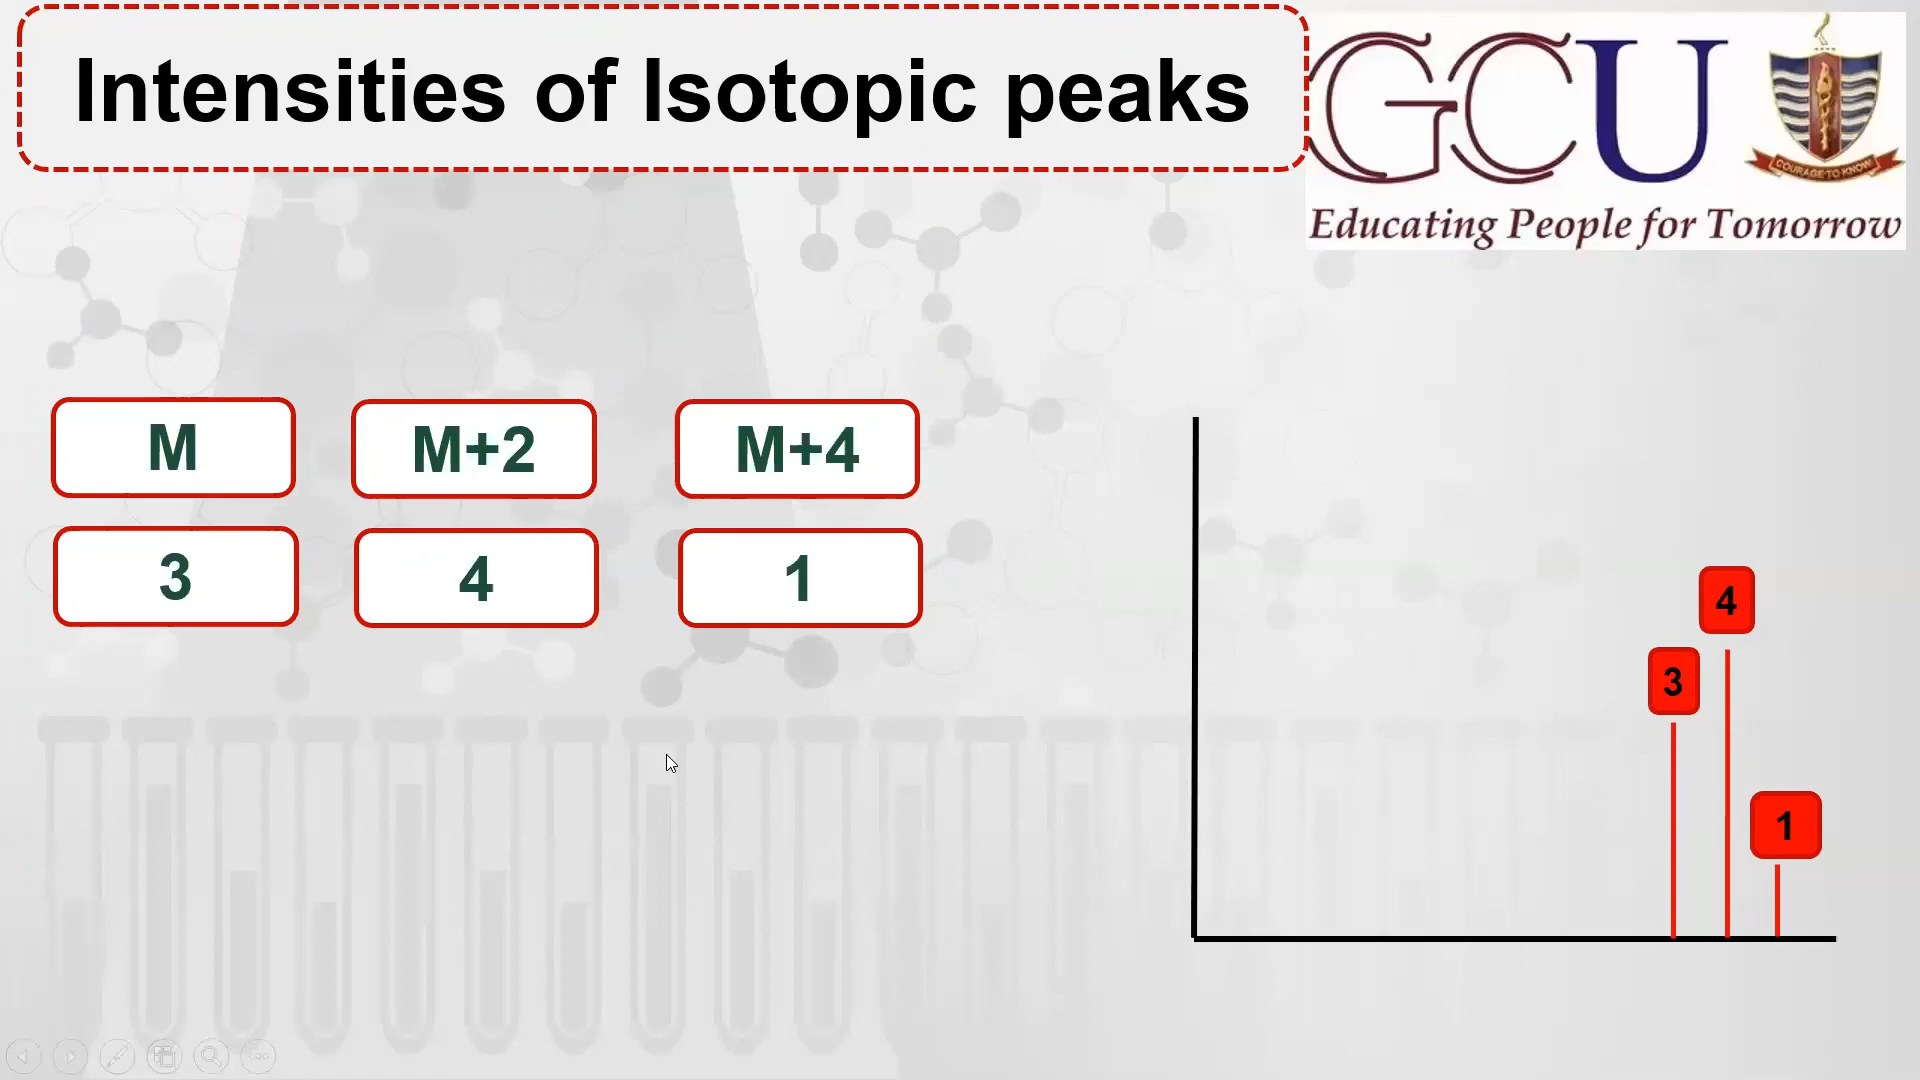 Intensities of Isotopic peaks
GCU
COURAGE TO KNOW
Educating People for Tomorrow
M M+2 M+4
3 4 1
4
3
1